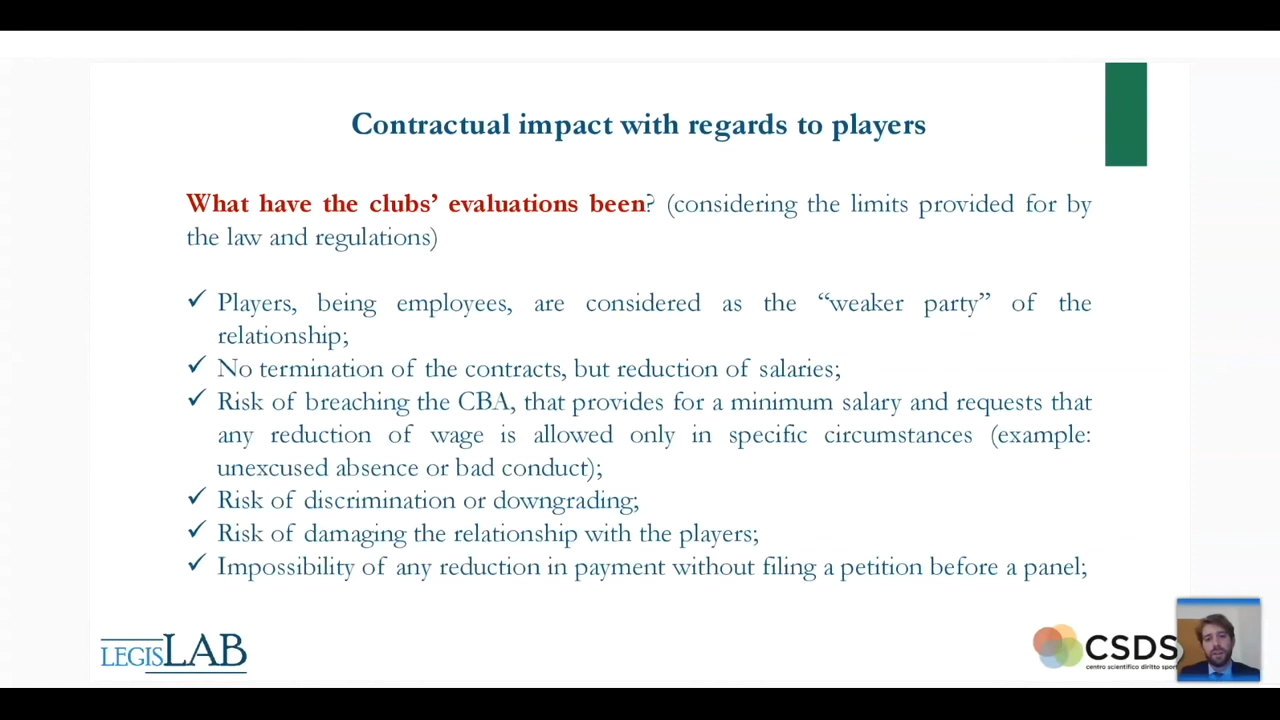 Contractual impact with regards to players
What have the clubs’ evaluations been? (considering the limits provided for by
the law and regulations)
✓ Players, being employees, are considered as the “weaker party” of the
relationship;
✓ No termination of the contracts, but reduction of salaries;
✓ Risk of breaching the CBA, that provides for a minimum salary and requests that
any reduction of wage is allowed only in specific circumstances (example:
unexcused absence or bad conduct);
✓ Risk of discrimination or downgrading;
✓ Risk of damaging the relationship with the players;
✓ Impossibility of any reduction in payment without filing a petition before a panel;
LEGISLAB
CSDS
centro scientifico diritto sport